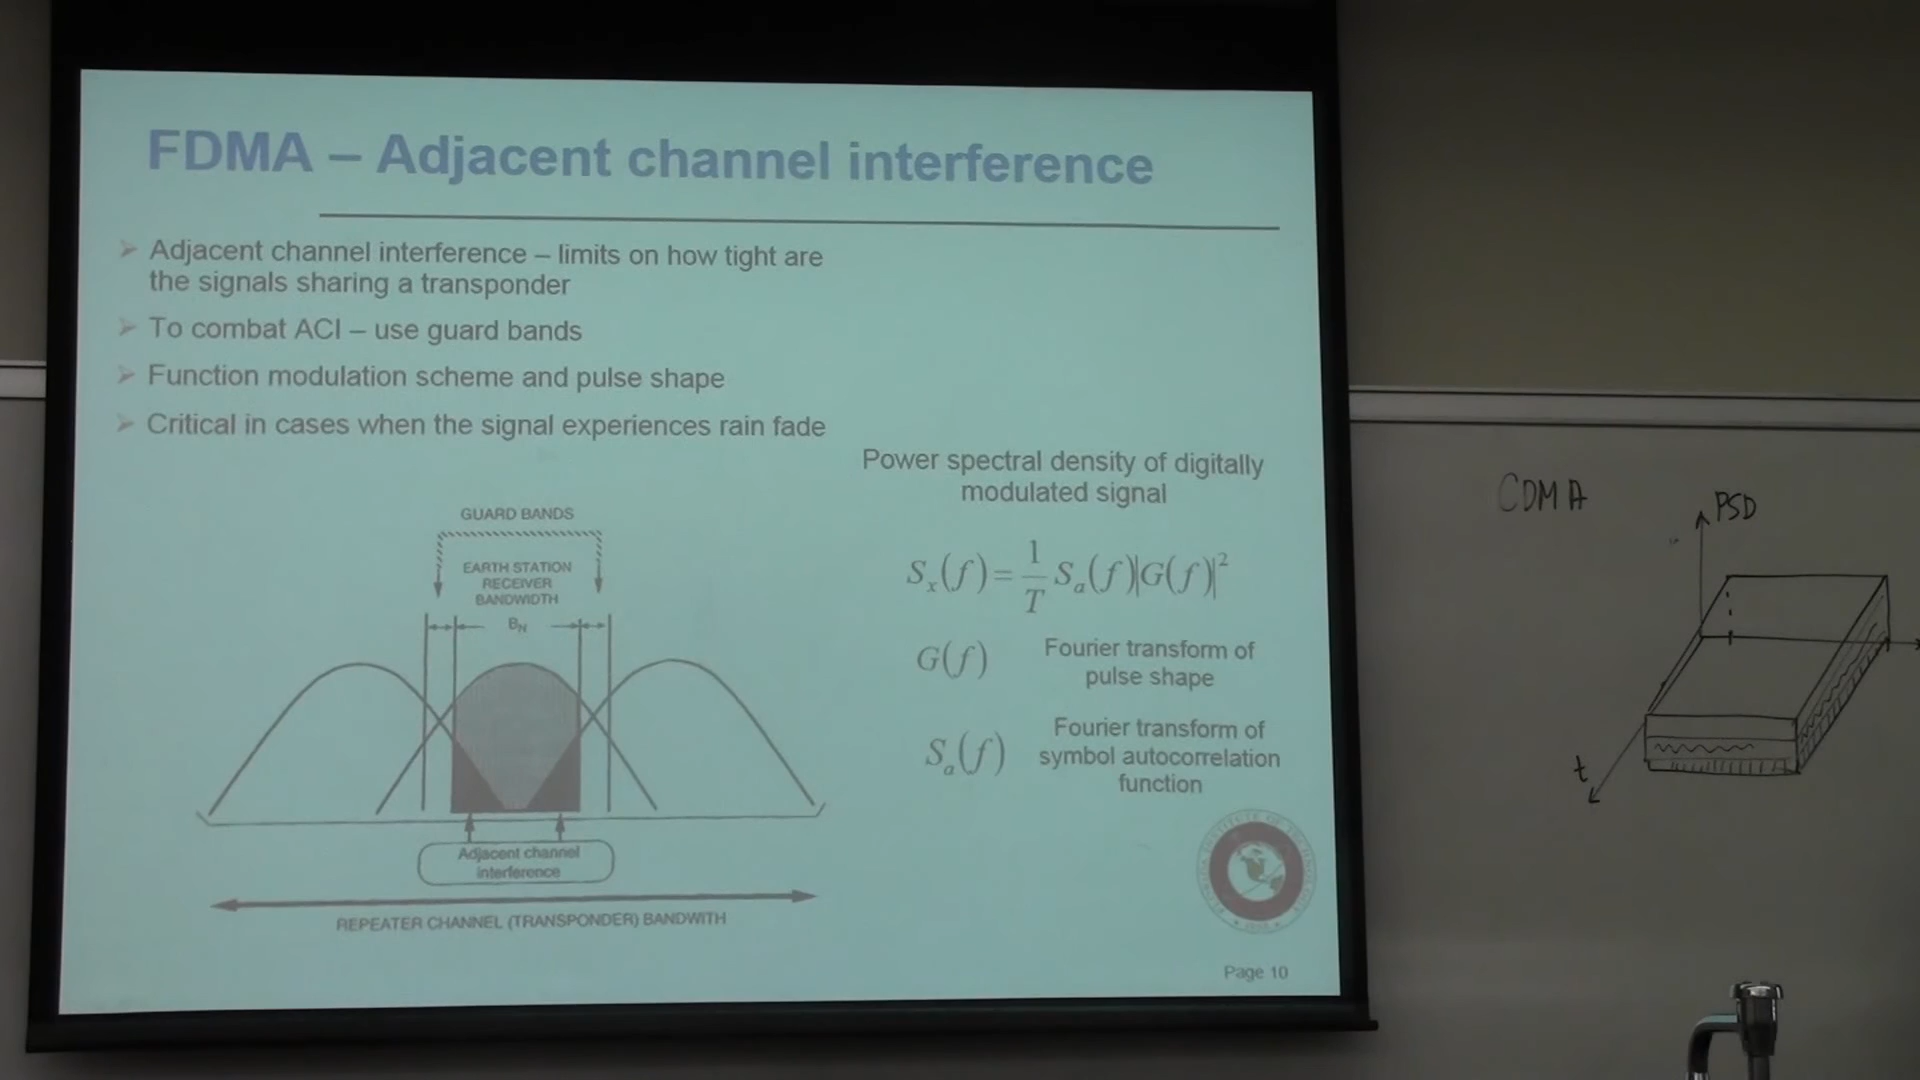 FDMA – Adjacent channel interference
➢ Adjacent channel interference – limits on how tight are
the signals sharing a transponder
➢ To combat ACI – use guard bands
➢ Function modulation scheme and pulse shape
➢ Critical in cases when the signal experiences rain fade
Power spectral density of digitally
modulated signal
S_x(f) = 1/T S_a(f)|G(f)|²
G(f)
Fourier transform of
pulse shape
S_a(f)
Fourier transform of
symbol autocorrelation
function
GUARD BANDS
EARTH STATION
RECEIVER
BANDWIDTH
B_N
Adjacent channel
interference
REPEATER CHANNEL (TRANSPONDER) BANDWITH
Page 10
CDMA
PSD
t